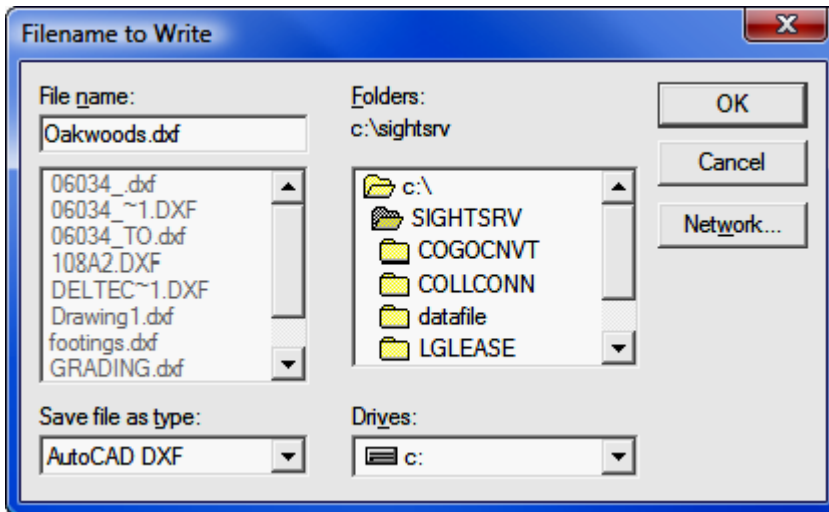 Filename to Write
File name:
Oakwoods.dxf
06034_.dxf
06034_~1.DXF
06034_TO.dxf
108A2.DXF
DELTEC~1.DXF
Drawing1.dxf
footings.dxf
GRADING.dxf
Save file as type:
AutoCAD DXF
Folders:
c:\sightsrv
c:\
SIGHTSRV
COGOCNVT
COLLCONN
datafile
LGLEASE
Drives:
c:
OK
Cancel
Network...